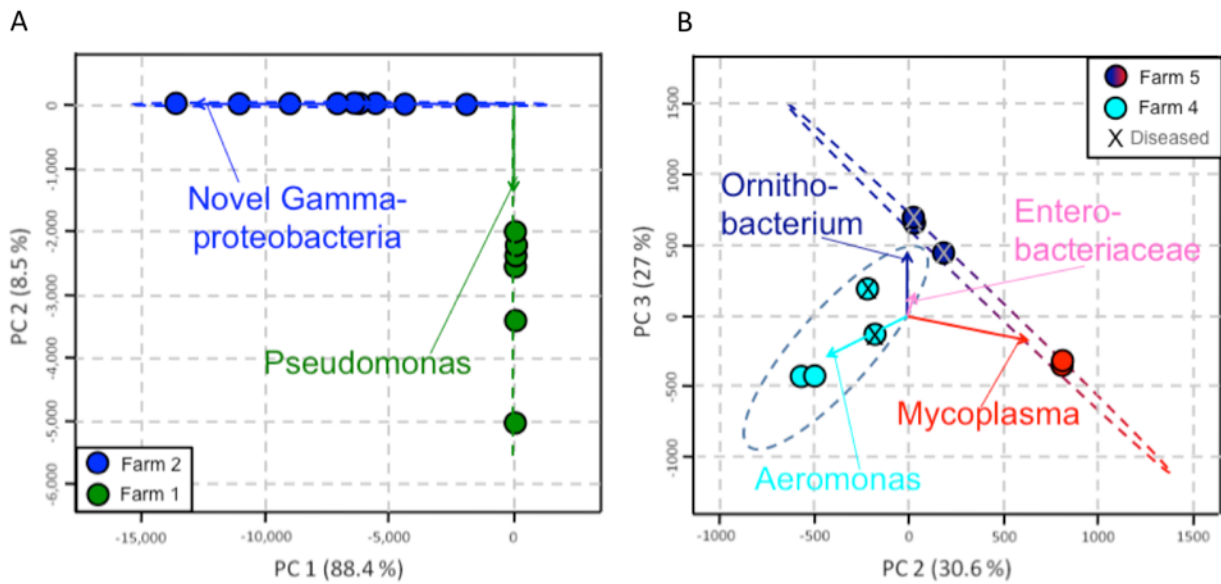 A
0
-1,000
-2,000
-3,000
-4,000
-5,000
-6,000
PC 2 (8.5 %)
Novel Gamma-
proteobacteria
Pseudomonas
Farm 2
Farm 1
-15,000
-10,000
-5,000
0
PC 1 (88.4 %)
B
1500
1000
500
0
-500
-1000
PC 3 (27 %)
Farm 5
Farm 4
X Diseased
Ornitho-
bacterium
Entero-
bacteriaceae
Mycoplasma
Aeromonas
-1000
-500
0
500
1000
1500
PC 2 (30.6 %)